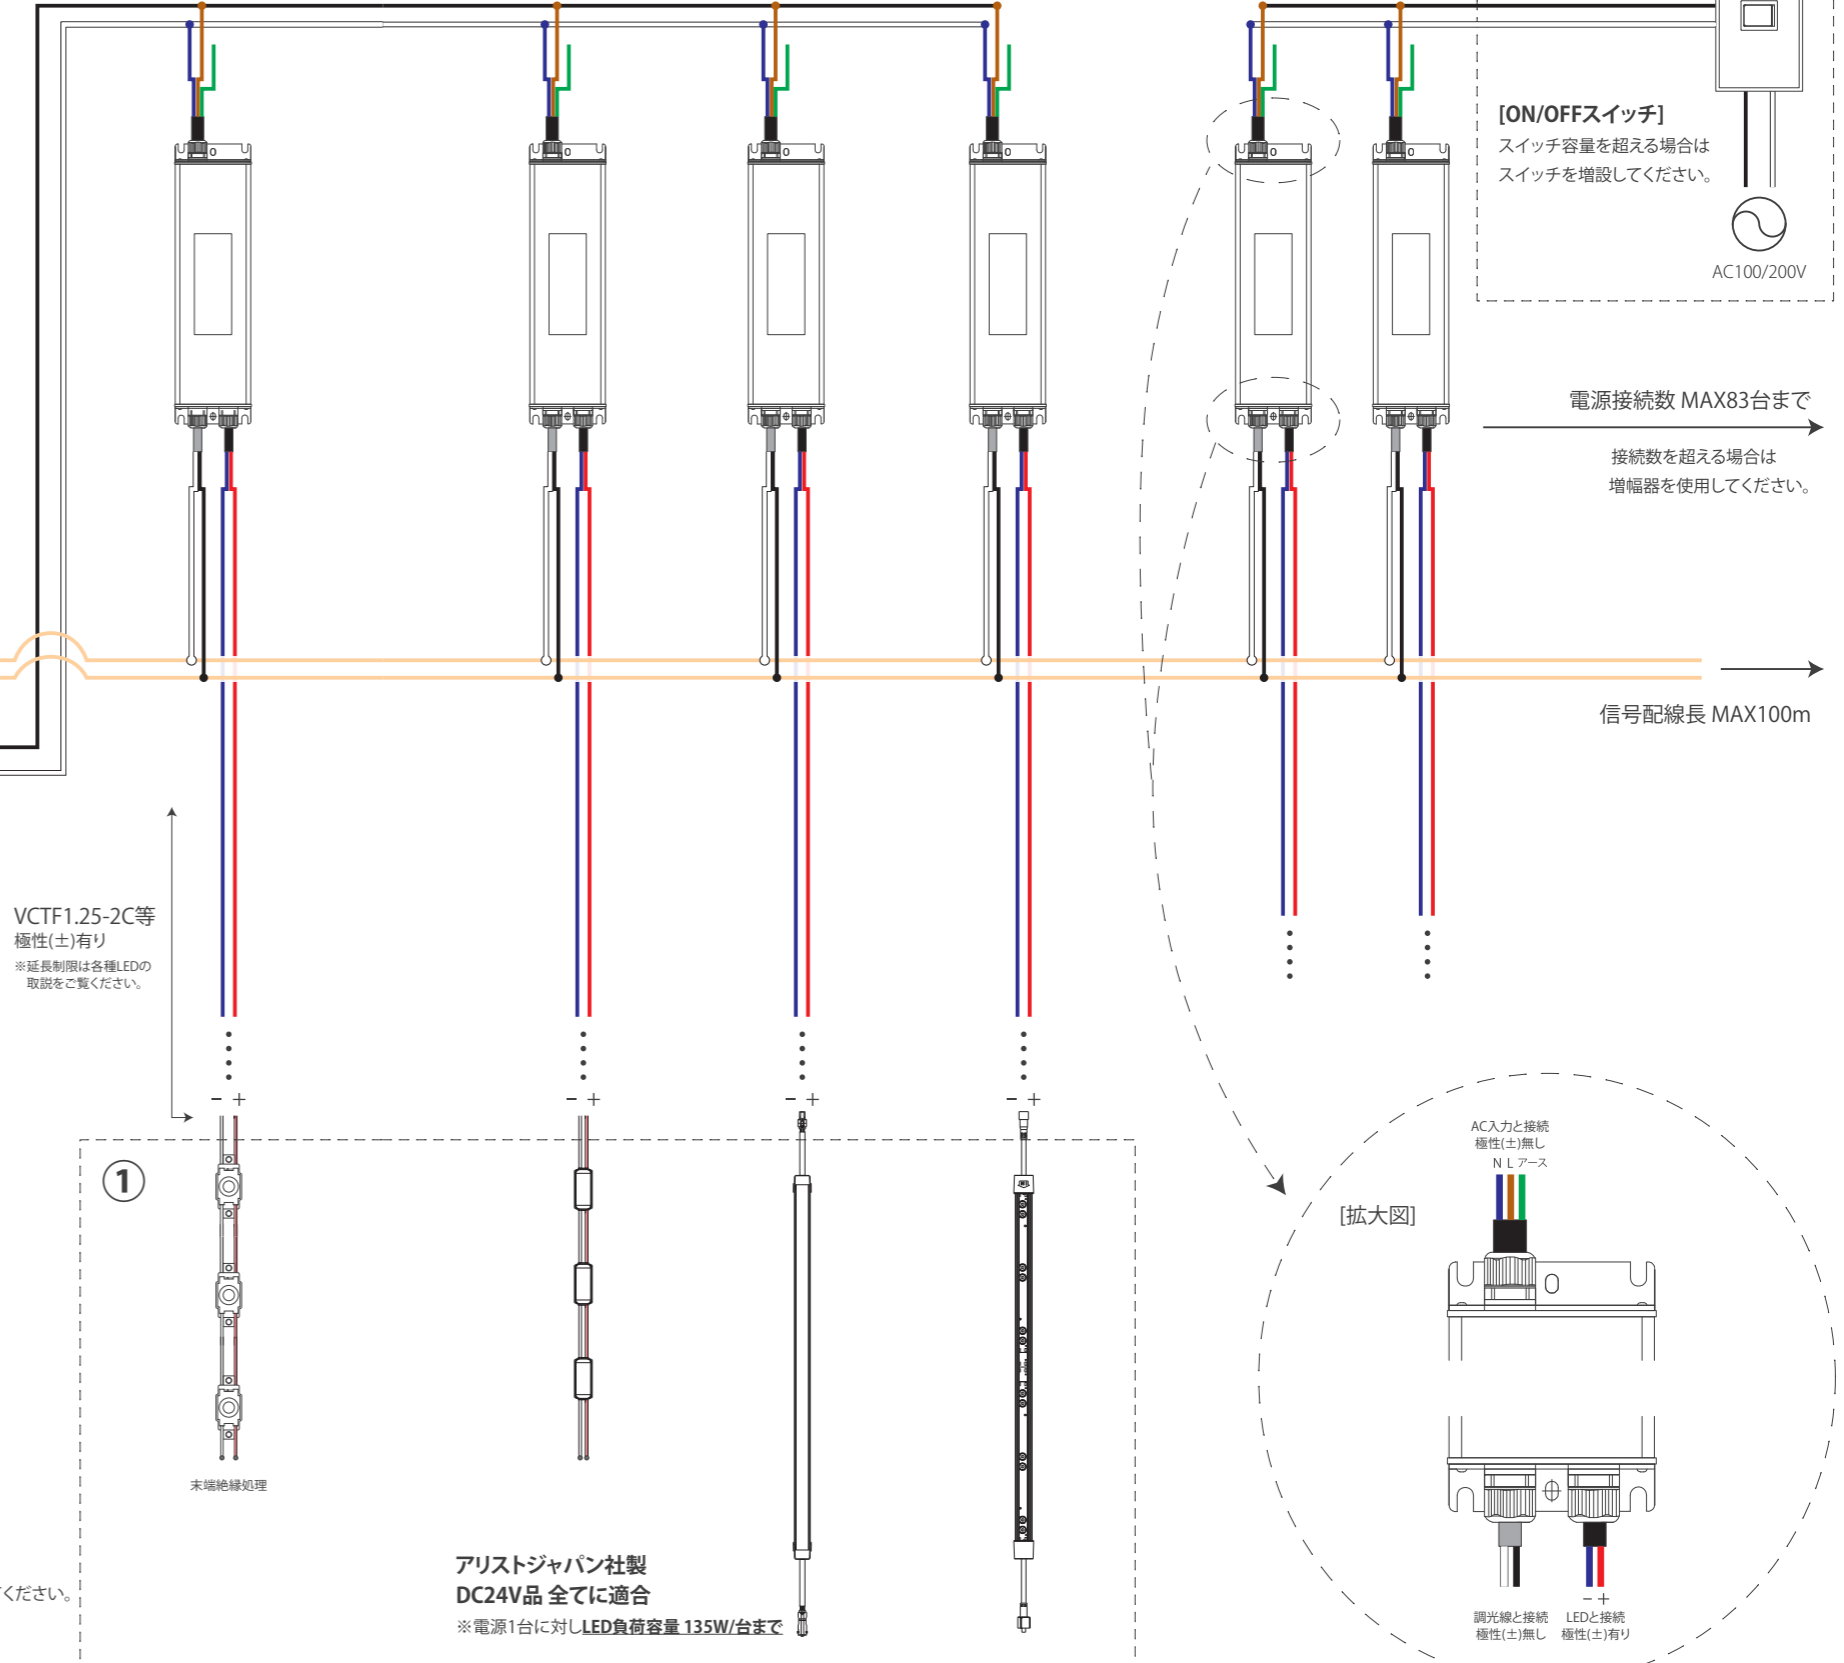 [ON/OFFスイッチ]
スイッチ容量を超える場合は
スイッチを増設してください。
AC100/200V
電源接続数 MAX83台まで
接続数を超える場合は
増幅器を使用してください。
信号配線長 MAX100m
VCTF1.25-2C等
極性(±)有り
※延長制限は各種LEDの
取説をご覧ください。
− +
− +
− +
− +
①
末端絶縁処理
アリストジャパン社製
DC24V品 全てに適合
※電源1台に対しLED負荷容量 135W/台まで
ください。
[拡大図]
AC入力と接続
極性(±)無し
N L アース
− +
調光線と接続
極性(±)無し
LEDと接続
極性(±)有り